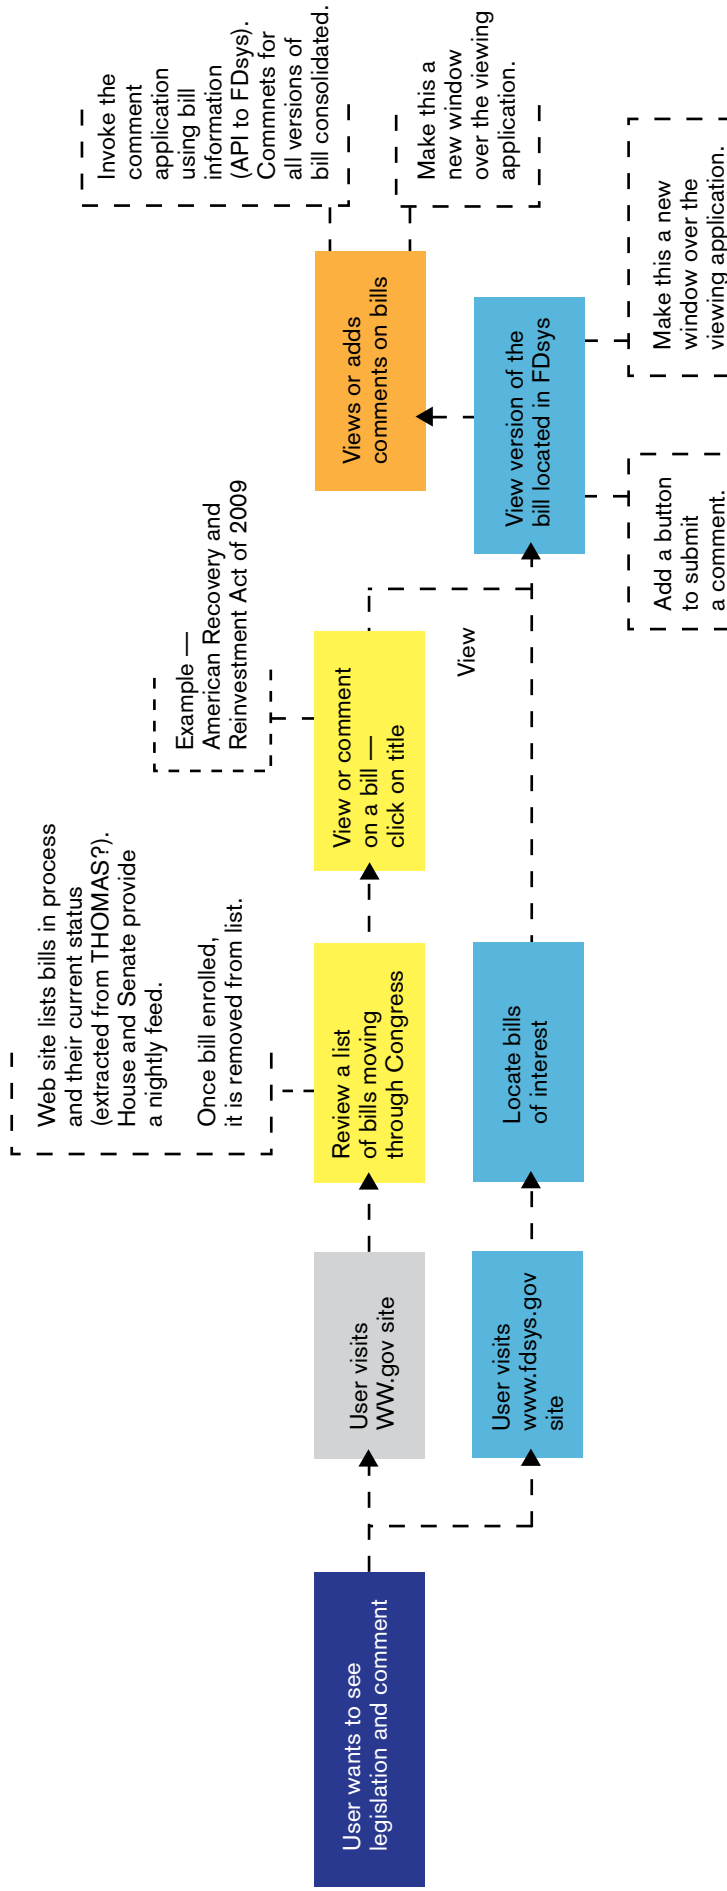 User wants to see
legislation and comment
User visits
WW.gov site
User visits
www.fdsys.gov
site
Web site lists bills in process
and their current status
(extracted from THOMAS?).
House and Senate provide
a nightly feed.
Once bill enrolled,
it is removed from list.
Review a list
of bills moving
through Congress
Locate bills
of interest
Example —
American Recovery and
Reinvestment Act of 2009
View or comment
on a bill —
click on title
View
View version of the
bill located in FDsys
Add a button
to submit
a comment.
Make this a new
window over the
viewing application.
Views or adds
comments on bills
Invoke the
comment
application
using bill
information
(API to FDsys).
Commnets for
all versions of
bill consolidated.
Make this a
new window
over the viewing
application.